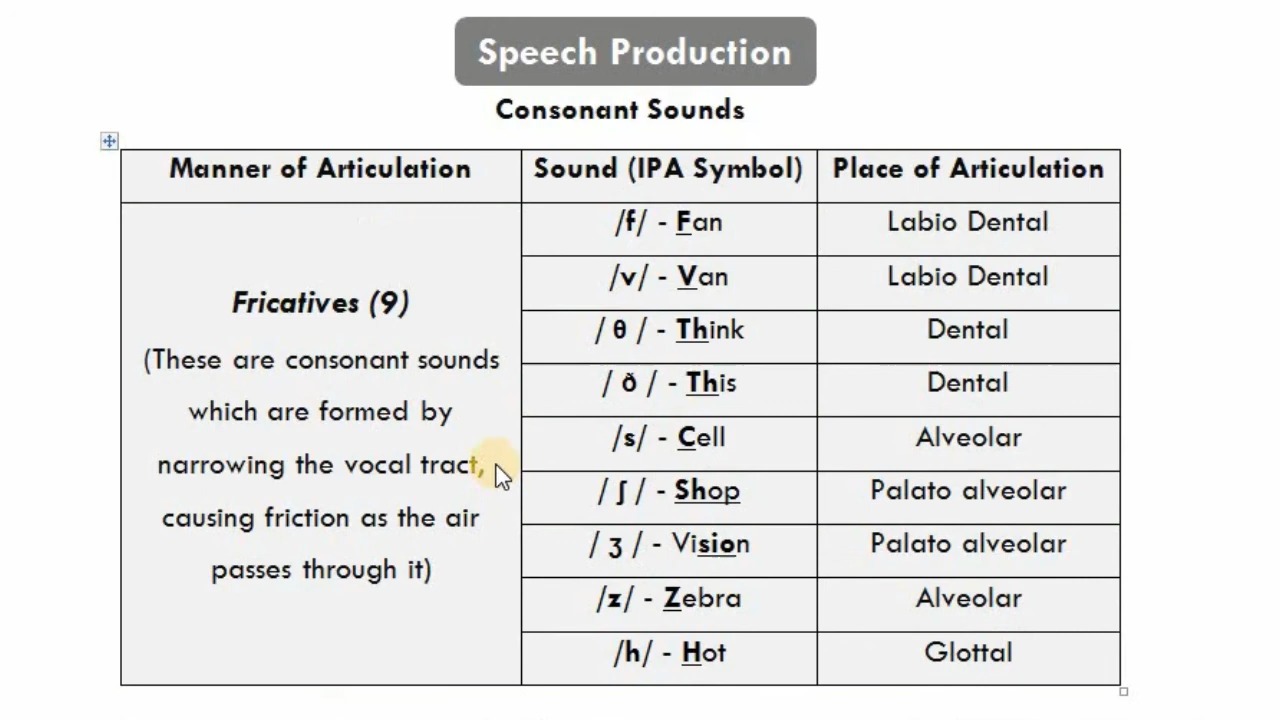 Speech Production
Consonant Sounds
Manner of Articulation
Sound (IPA Symbol)
Place of Articulation
Fricatives (9)
(These are consonant sounds
which are formed by
narrowing the vocal tract,
causing friction as the air
passes through it)
/f/ - Fan
Labio Dental
/v/ - Van
Labio Dental
/ θ / - Think
Dental
/ ð / - This
Dental
/s/ - Cell
Alveolar
/ ʃ / - Shop
Palato alveolar
/ ʒ / - Vision
Palato alveolar
/z/ - Zebra
Alveolar
/h/ - Hot
Glottal